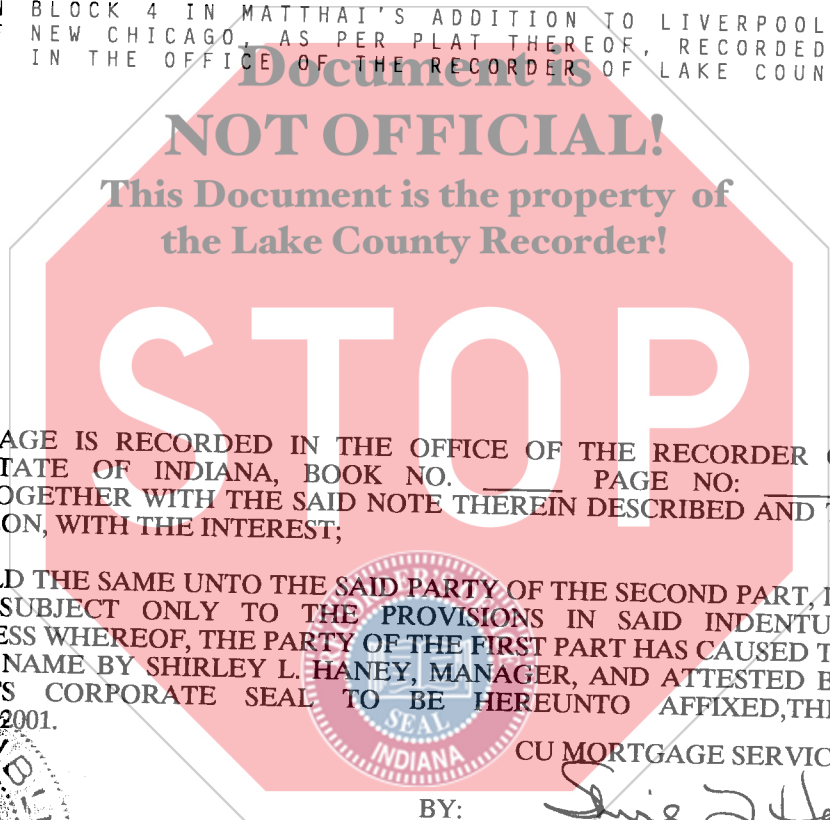 BLOCK 4 IN MATTHAI'S ADDITION TO LIVERPOOL
NEW CHICAGO, AS PER PLAT THEREOF, RECORDED
IN THE OFFICE OF THE RECORDER OF LAKE COUN
Document is
NOT OFFICIAL!
This Document is the property of
the Lake County Recorder!
STOP
AGE IS RECORDED IN THE OFFICE OF THE RECORDER
TATE OF INDIANA, BOOK NO. ______ PAGE NO: _____
OGETHER WITH THE SAID NOTE THEREIN DESCRIBED AND
ON, WITH THE INTEREST;
LD THE SAME UNTO THE SAID PARTY OF THE SECOND PART,
SUBJECT ONLY TO THE PROVISIONS IN SAID INDENTU
ESS WHEREOF, THE PARTY OF THE FIRST PART HAS CAUSED
NAME BY SHIRLEY L. HANEY, MANAGER, AND ATTESTED
S CORPORATE SEAL TO BE HEREUNTO AFFIXED,THE
2001.
SEAL
INDIANA
CU MORTGAGE SERVIC
BY: